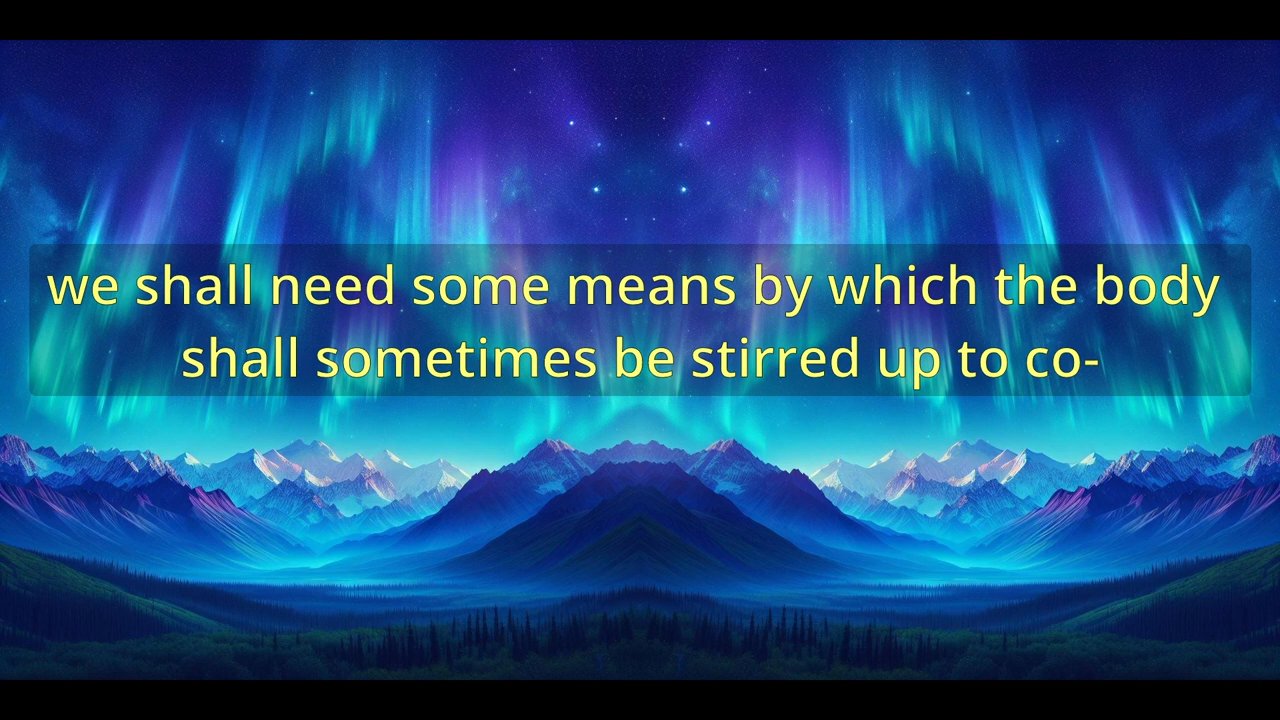 we shall need some means by which the body
shall sometimes be stirred up to co-